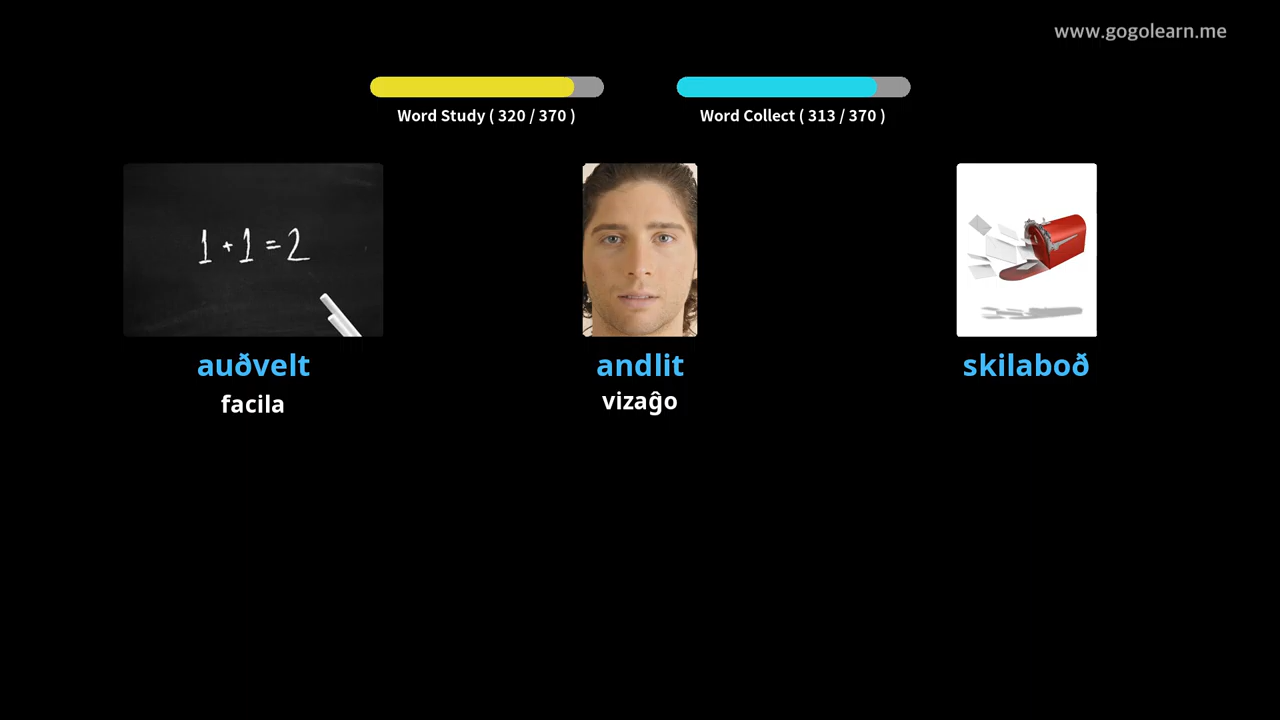 www.gogolearn.me
Word Study ( 320 / 370 )
Word Collect ( 313 / 370 )
1 + 1 = 2
auðvelt
facila
andlit
vizaĝo
skilaboð